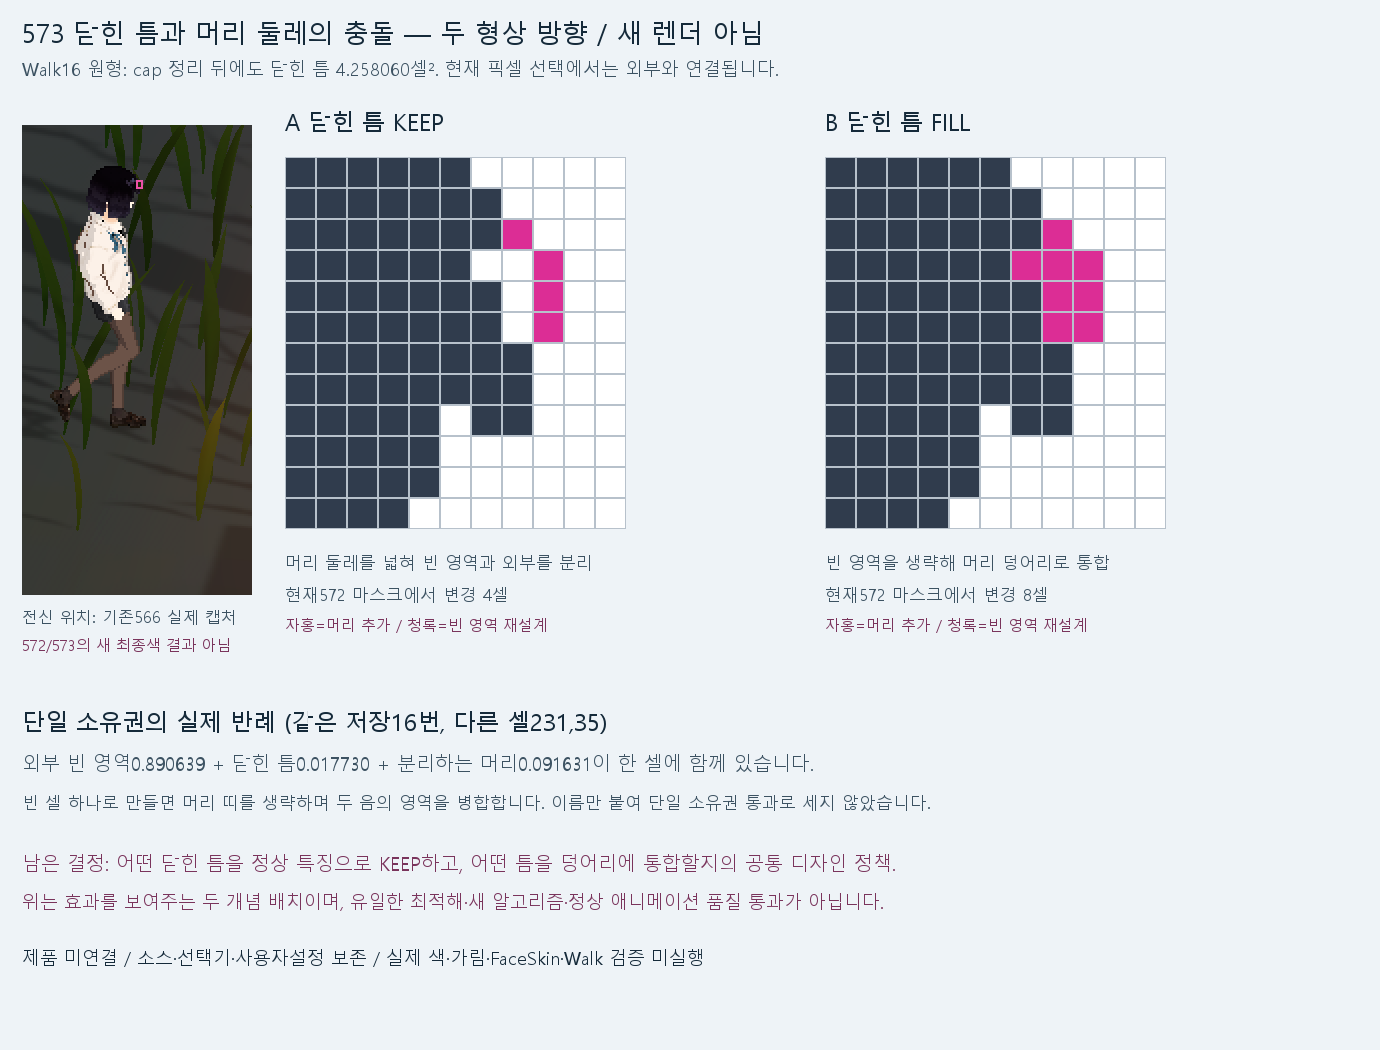 573 닫힌 틈과 머리 둘레의 충돌 — 두 형상 방향 / 새 렌더 아님
Walk16 원형: cap 정리 뒤에도 닫힌 틈 4.258060셀². 현재 픽셀 선택에서는 외부와 연결됩니다.
A 닫힌 틈 KEEP
B 닫힌 틈 FILL
머리 둘레를 넓혀 빈 영역과 외부를 분리
현재572 마스크에서 변경 4셀
자홍=머리 추가 / 청록=빈 영역 재설계
빈 영역을 생략해 머리 덩어리로 통합
현재572 마스크에서 변경 8셀
자홍=머리 추가 / 청록=빈 영역 재설계
전신 위치: 기존566 실제 캡처
572/573의 새 최종색 결과 아님
단일 소유권의 실제 반례 (같은 저장16번, 다른 셀231,35)
외부 빈 영역0.890639 + 닫힌 틈0.017730 + 분리하는 머리0.091631이 한 셀에 함께 있습니다.
빈 셀 하나로 만들면 머리 띠를 생략하며 두 음의 영역을 병합합니다. 이름만 붙여 단일 소유권 통과로 세지 않았습니다.
남은 결정: 어떤 닫힌 틈을 정상 특징으로 KEEP하고, 어떤 틈을 덩어리에 통합할지의 공통 디자인 정책.
위는 효과를 보여주는 두 개념 배치이며, 유일한 최적해·새 알고리즘·정상 애니메이션 품질 통과가 아닙니다.
제품 미연결 / 소스·선택기·사용자설정 보존 / 실제 색·가림·FaceSkin·Walk 검증 미실행